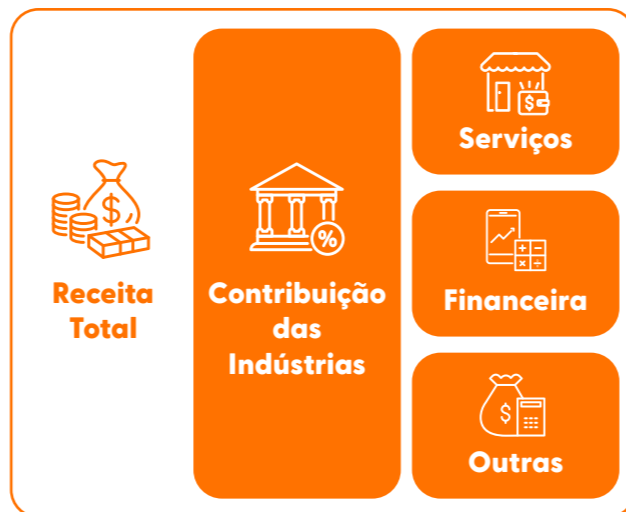 Receita
Total
Contribuição
das
Indústrias
$
Serviços
Financeira
$
Outras
$
%